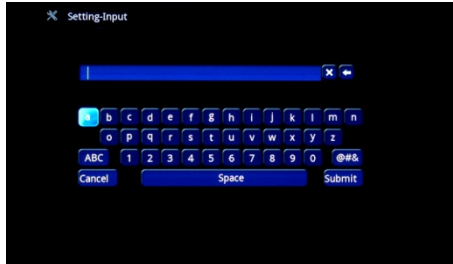 Setting-Input
a b c d e f g h i j k l m n
o p q r s t u v w x y z
ABC 1 2 3 4 5 6 7 8 9 0 @#&
Cancel Space Submit